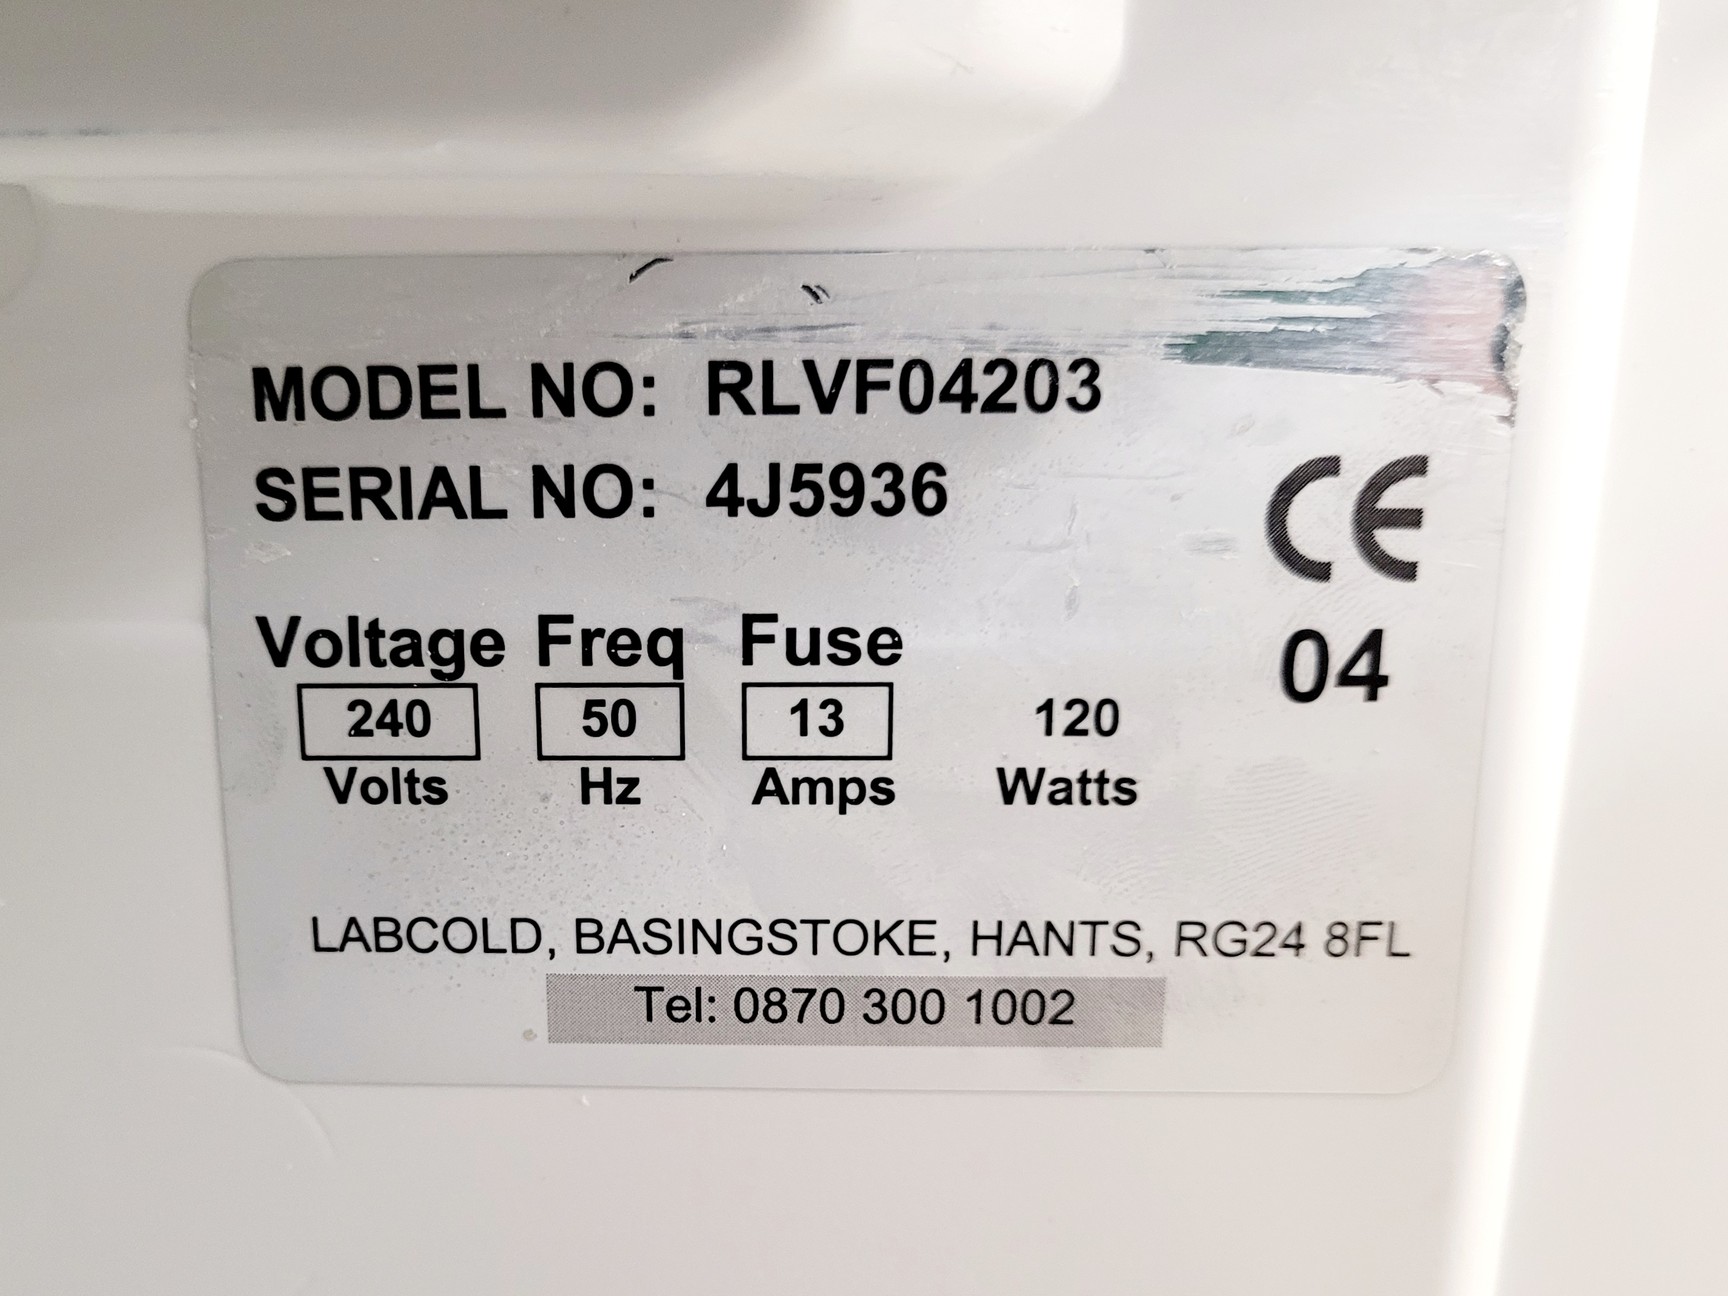 MODEL NO: RLVF04203
SERIAL NO: 4J5936
CE
04
Voltage Freq Fuse
240 50 13 120
Volts Hz Amps Watts
LABCOLD, BASINGSTOKE, HANTS, RG24 8FL
Tel: 0870 300 1002